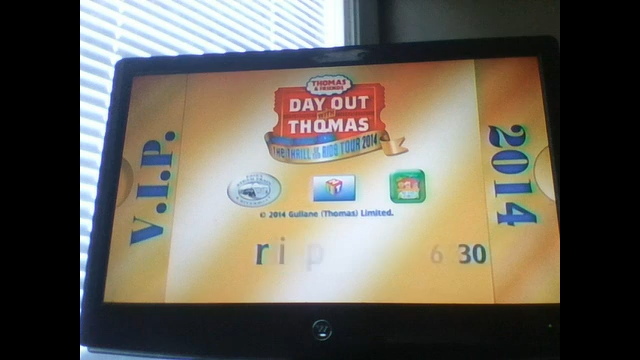 THOMAS
& FRIENDS
DAY OUT
WITH
THOMAS
THE THRILL OF THE RIDE TOUR 2014
V.I.P.
2014
© 2014 Gullane (Thomas) Limited.
r i p 6 30